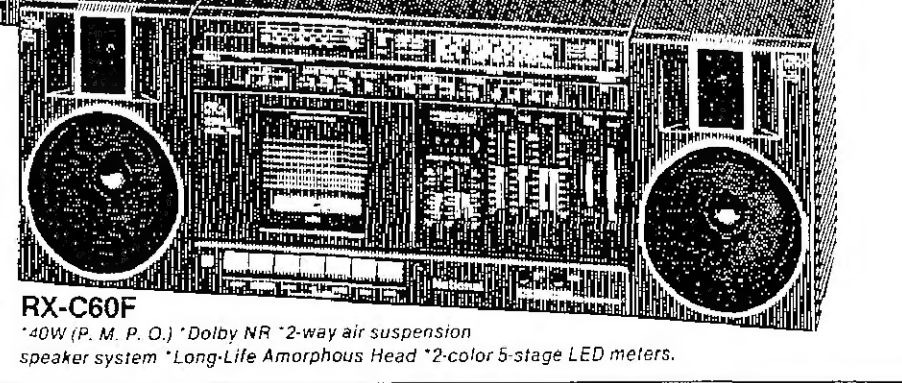 National
RX-C60F
*40W (P. M. P. O.) *Dolby NR *2-way air suspension
speaker system *Long-Life Amorphous Head *2-color 5-stage LED meters.